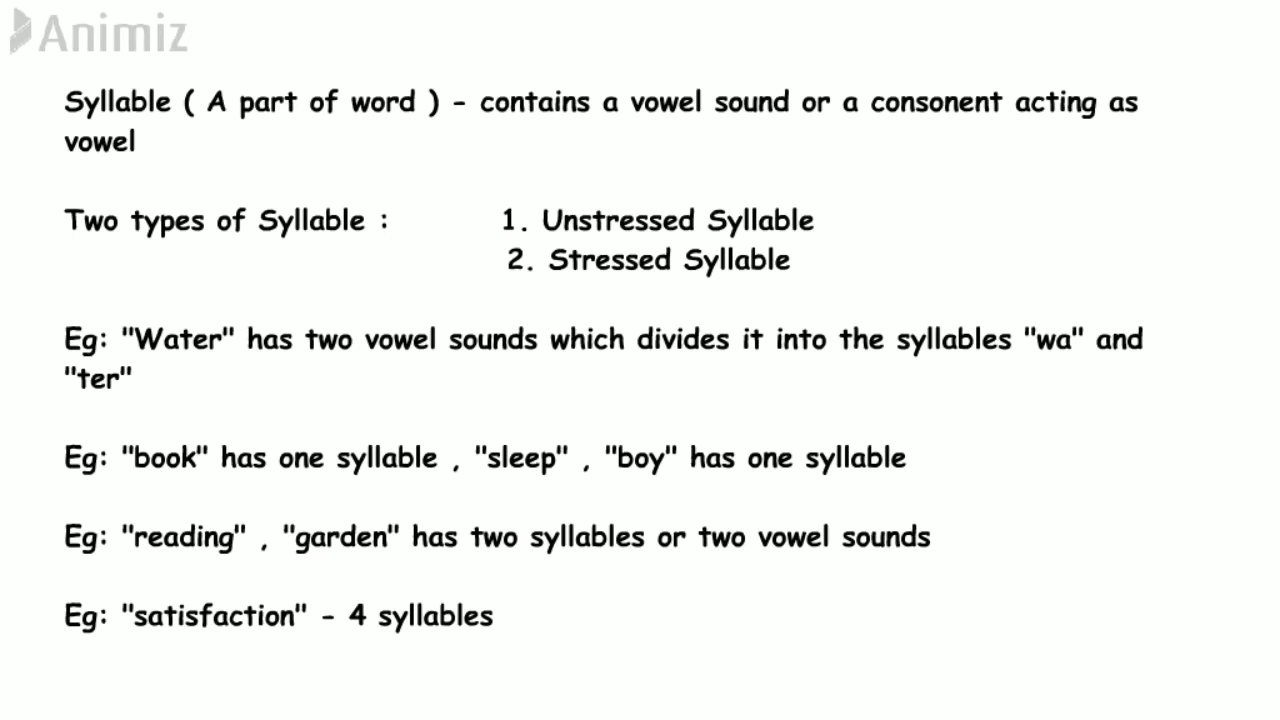 Animiz
Syllable ( A part of word ) - contains a vowel sound or a consonent acting as
vowel
Two types of Syllable : 1. Unstressed Syllable
2. Stressed Syllable
Eg: "Water" has two vowel sounds which divides it into the syllables "wa" and
"ter"
Eg: "book" has one syllable , "sleep" , "boy" has one syllable
Eg: "reading" , "garden" has two syllables or two vowel sounds
Eg: "satisfaction" - 4 syllables